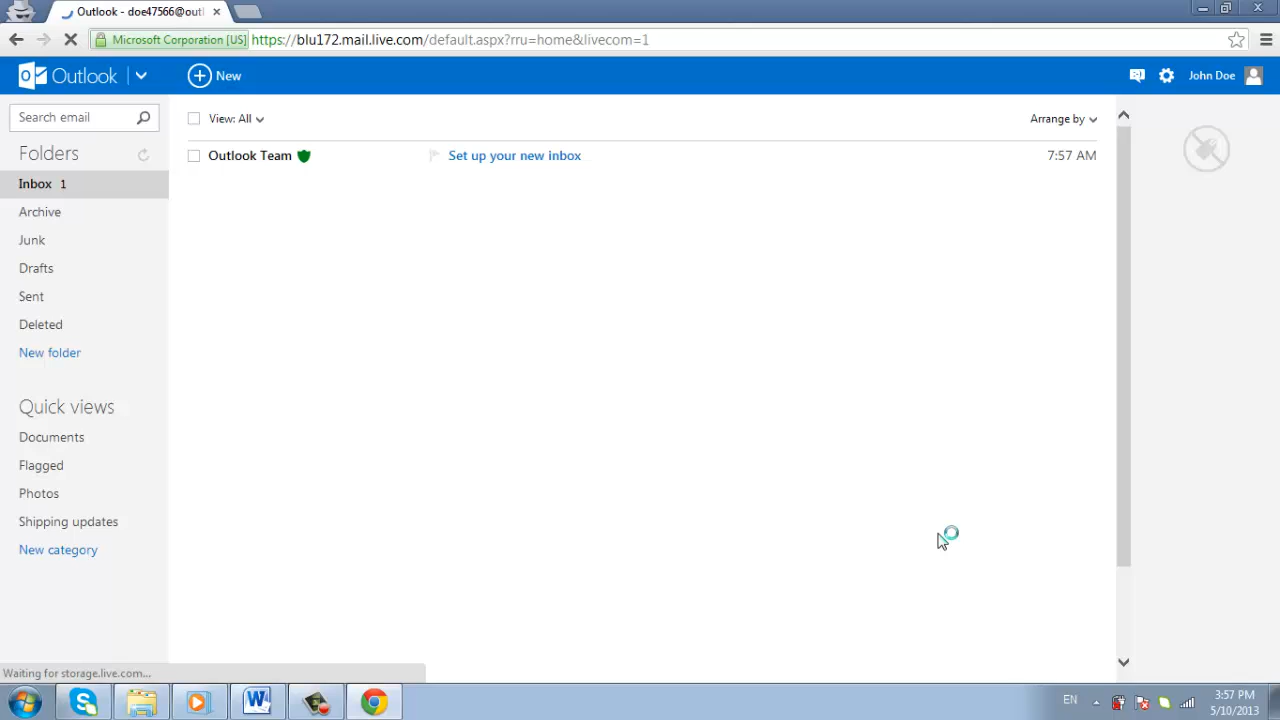 Outlook - doe47566@outl
Microsoft Corporation [US] https://blu172.mail.live.com/default.aspx?rru=home&livecom=1
Outlook New John Doe
Search email View: All Arrange by
Folders
Outlook Team Set up your new inbox 7:57 AM
Inbox 1
Archive
Junk
Drafts
Sent
Deleted
New folder
Quick views
Documents
Flagged
Photos
Shipping updates
New category
Waiting for storage.live.com...
EN 3:57 PM
5/10/2013